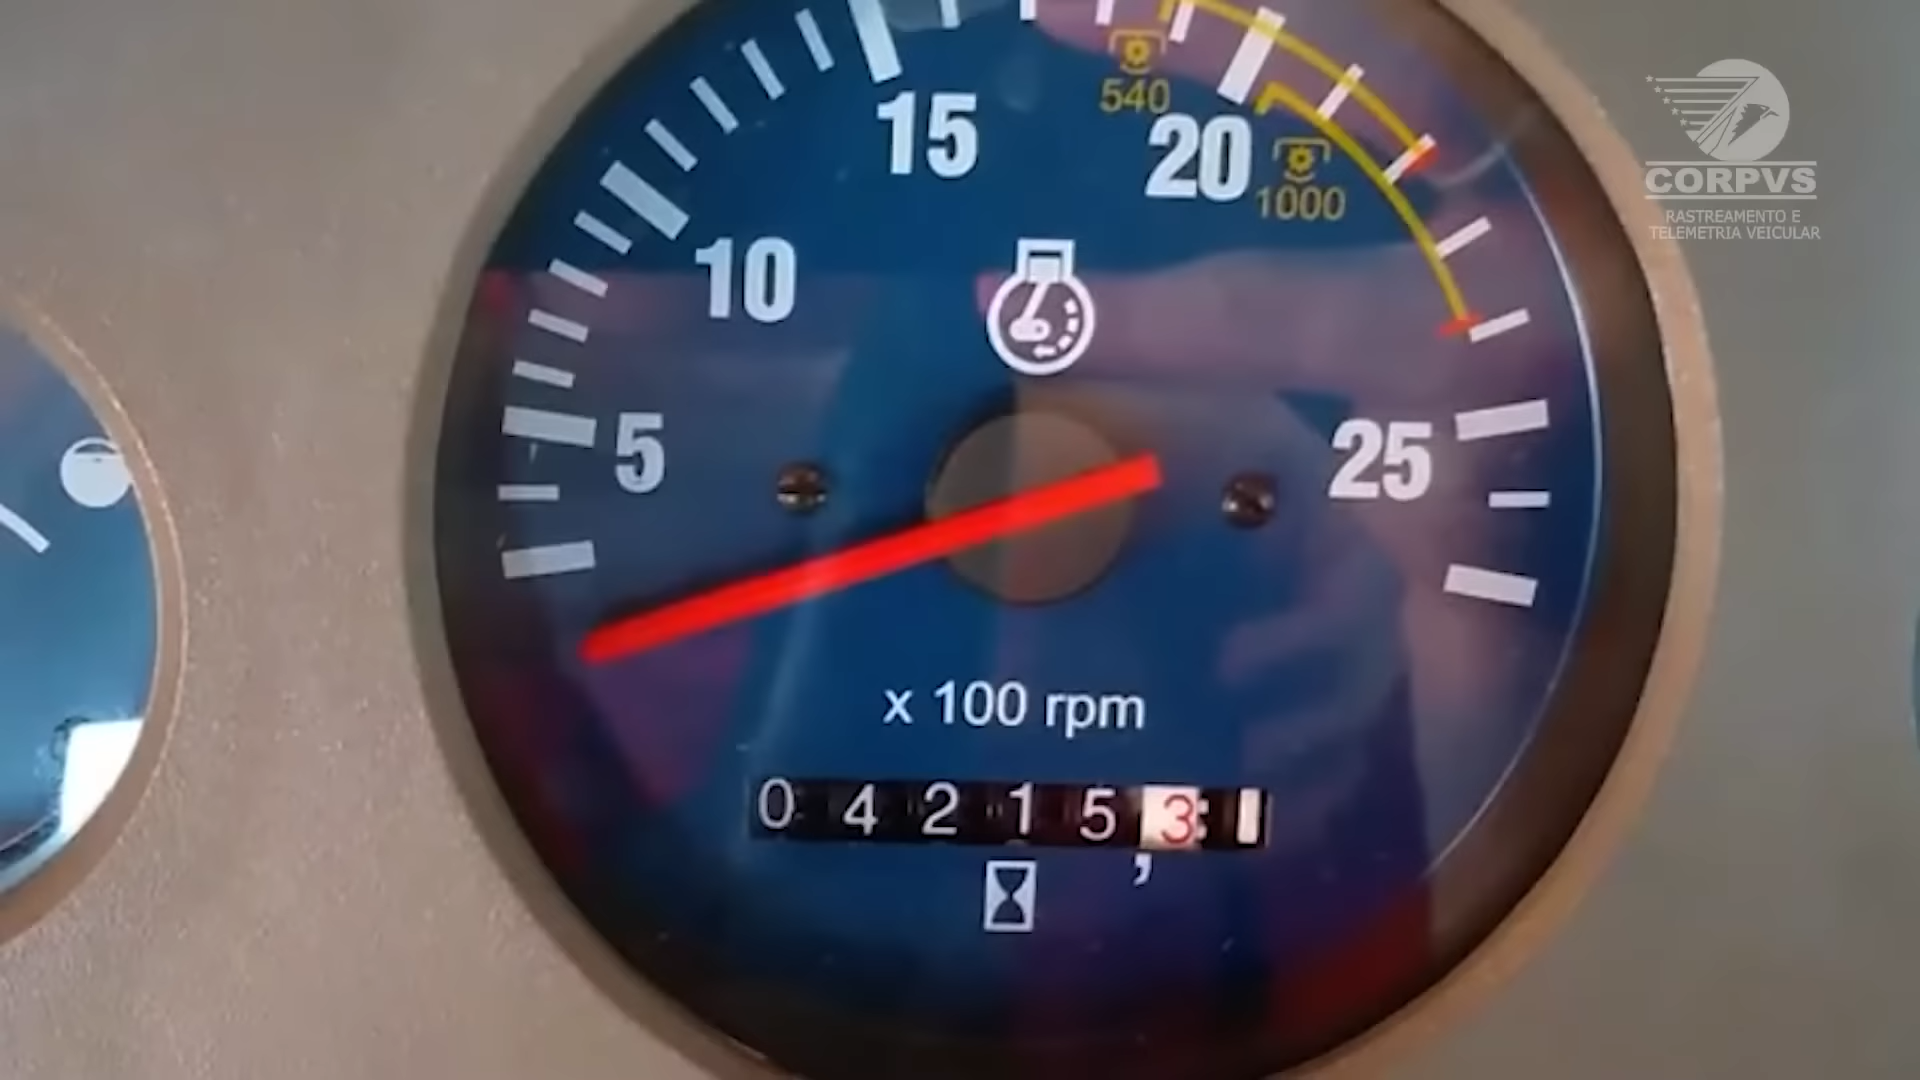 540
15
20
1000
10
5
25
x 100 rpm
0 4 2 1 5 3
,
CORPVS
RASTREAMENTO E
TELEMETRIA VEICULAR